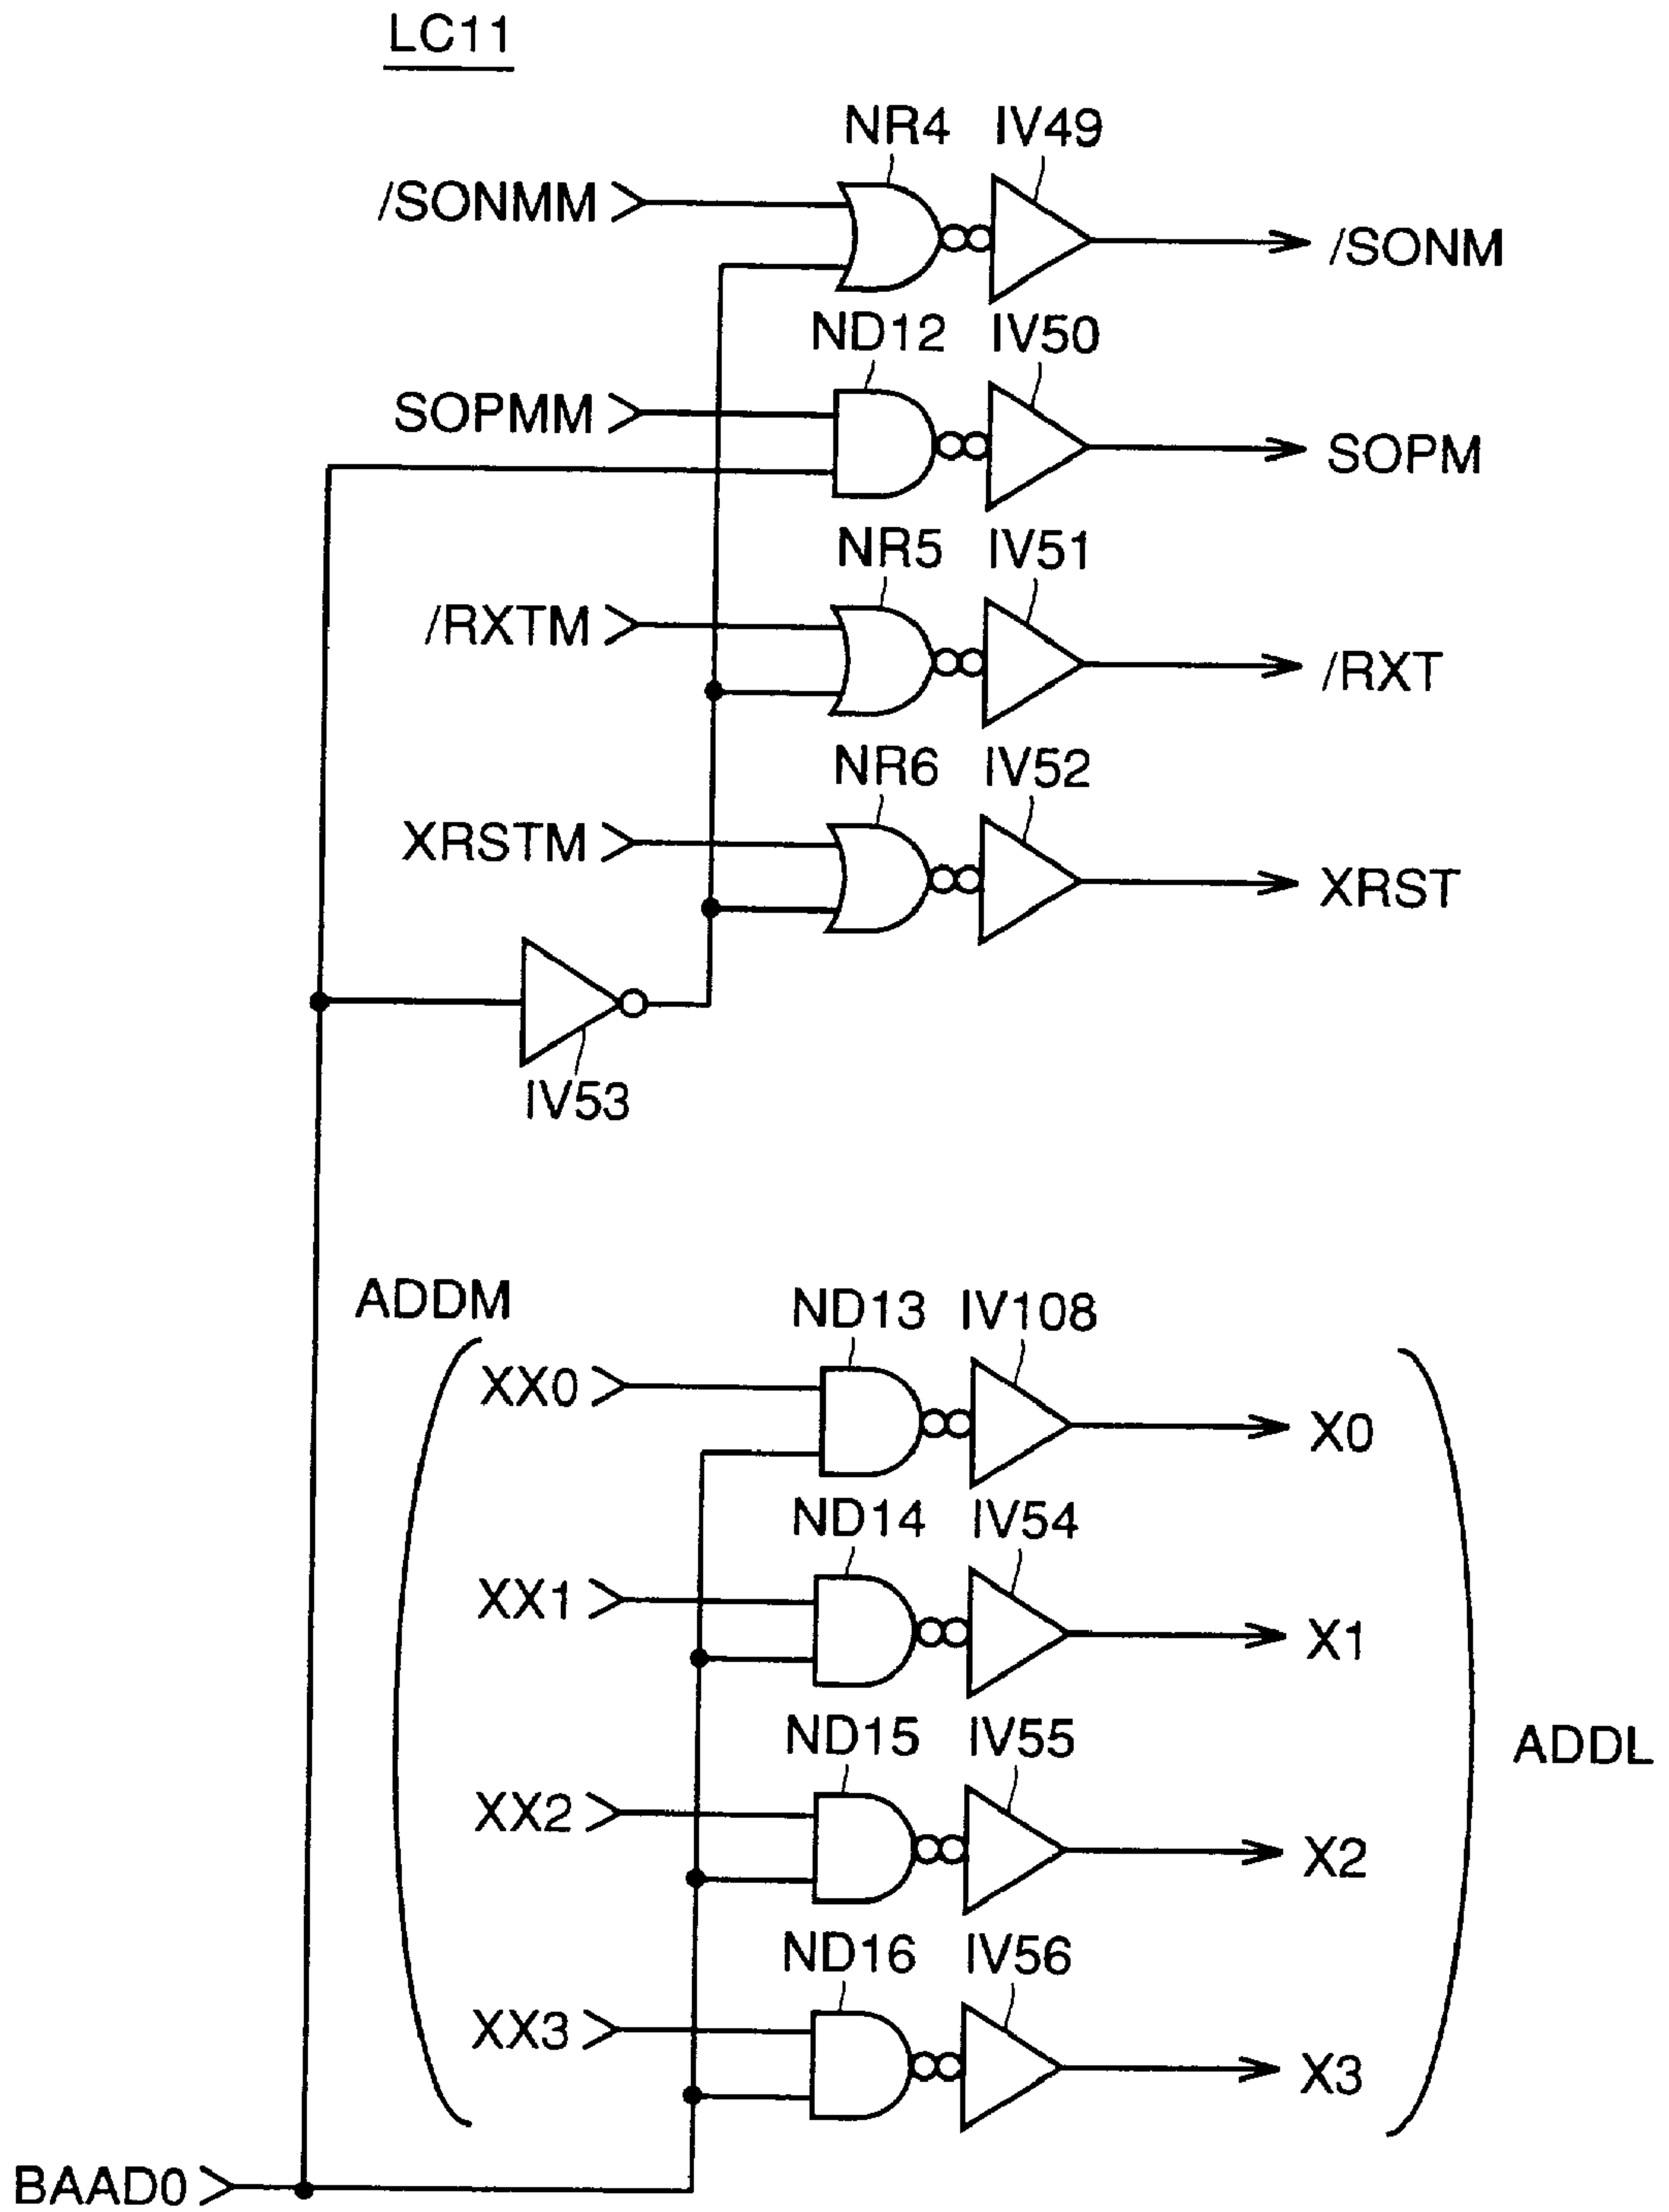 LC11
NR4 IV49
/SONMM /SONM
ND12 IV50
SOPMM SOPM
NR5 IV51
/RXTM /RXT
NR6 IV52
XRSTM XRST
IV53
ADDM ND13 IV108
XX0 X0
ND14 IV54
XX1 X1
ND15 IV55 ADDL
XX2 X2
ND16 IV56
XX3 X3
BAAD0